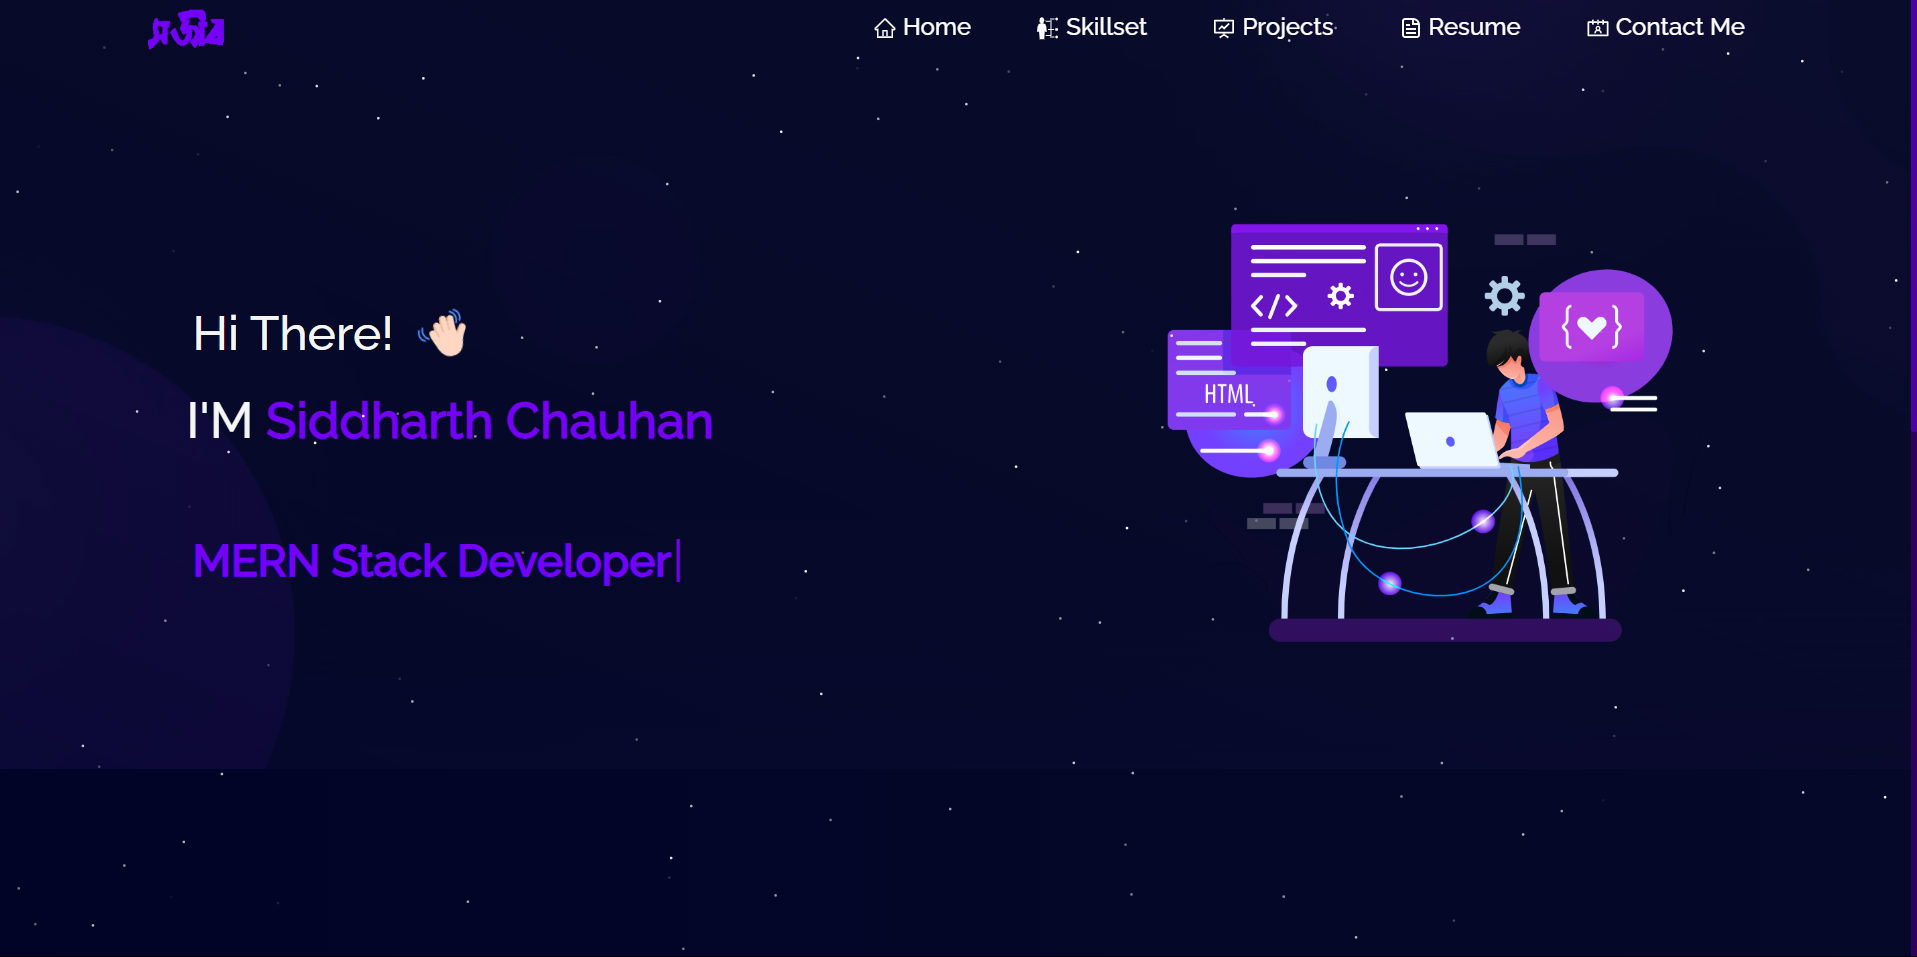 Home
Skillset
Projects
Resume
Contact Me
Hi There! 👋🏻
I'M Siddharth Chauhan
MERN Stack Developer|
</> 
HTML